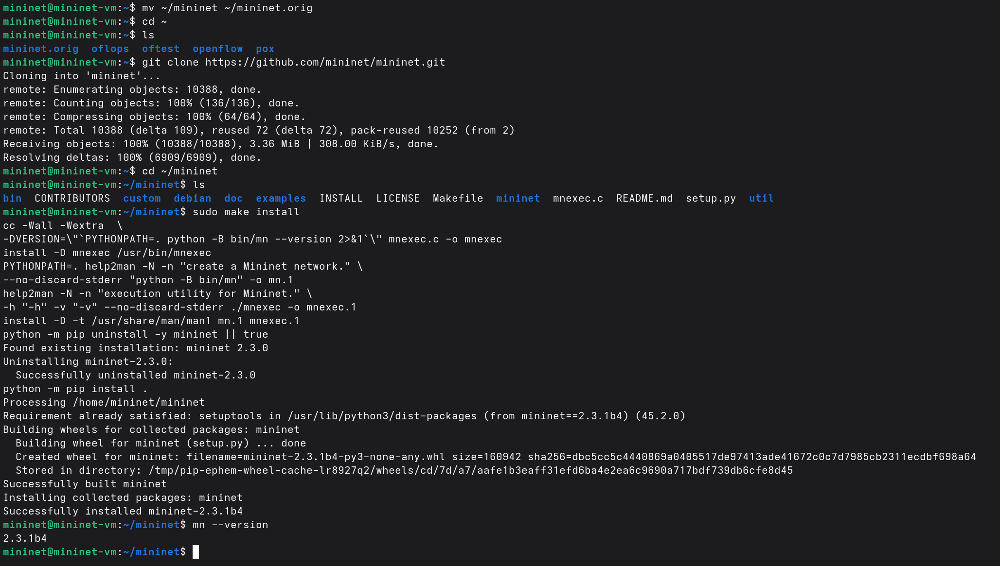 mininet@mininet-vm:~$ mv ~/mininet ~/mininet.orig
mininet@mininet-vm:~$ cd ~
mininet@mininet-vm:~$ ls
mininet.orig  oflops  oftest  openflow  pox
mininet@mininet-vm:~$ git clone https://github.com/mininet/mininet.git
Cloning into 'mininet'...
remote: Enumerating objects: 10388, done.
remote: Counting objects: 100% (136/136), done.
remote: Compressing objects: 100% (64/64), done.
remote: Total 10388 (delta 109), reused 72 (delta 72), pack-reused 10252 (from 2)
Receiving objects: 100% (10388/10388), 3.36 MiB | 308.00 KiB/s, done.
Resolving deltas: 100% (6909/6909), done.
mininet@mininet-vm:~$ cd ~/mininet
mininet@mininet-vm:~/mininet$ ls
bin  CONTRIBUTORS  custom  debian  doc  examples  INSTALL  LICENSE  Makefile  mininet  mnexec.c  README.md  setup.py  util
mininet@mininet-vm:~/mininet$ sudo make install
cc -Wall -Wextra  \
-DVERSION=\"`PYTHONPATH=. python -B bin/mn --version 2>&1`\" mnexec.c -o mnexec
install -D mnexec /usr/bin/mnexec
PYTHONPATH=. help2man -N -n "create a Mininet network." \
--no-discard-stderr "python -B bin/mn" -o mn.1
help2man -N -n "execution utility for Mininet." \
-h "-h" -v "-v" --no-discard-stderr ./mnexec -o mnexec.1
install -D -t /usr/share/man/man1 mn.1 mnexec.1
python -m pip uninstall -y mininet || true
Found existing installation: mininet 2.3.0
Uninstalling mininet-2.3.0:
  Successfully uninstalled mininet-2.3.0
python -m pip install .
Processing /home/mininet/mininet
Requirement already satisfied: setuptools in /usr/lib/python3/dist-packages (from mininet==2.3.1b4) (45.2.0)
Building wheels for collected packages: mininet
  Building wheel for mininet (setup.py) ... done
  Created wheel for mininet: filename=mininet-2.3.1b4-py3-none-any.whl size=160942 sha256=dbc5cc5c4440869a0405517de97413ade41672c0c7d7985cb2311ecdbf698a64
  Stored in directory: /tmp/pip-ephem-wheel-cache-lr8927q2/wheels/cd/7d/a7/aafe1b3eaff31efd6ba4e2ea6c9690a717bdf739db6cfe8d45
Successfully built mininet
Installing collected packages: mininet
Successfully installed mininet-2.3.1b4
mininet@mininet-vm:~/mininet$ mn --version
2.3.1b4
mininet@mininet-vm:~/mininet$